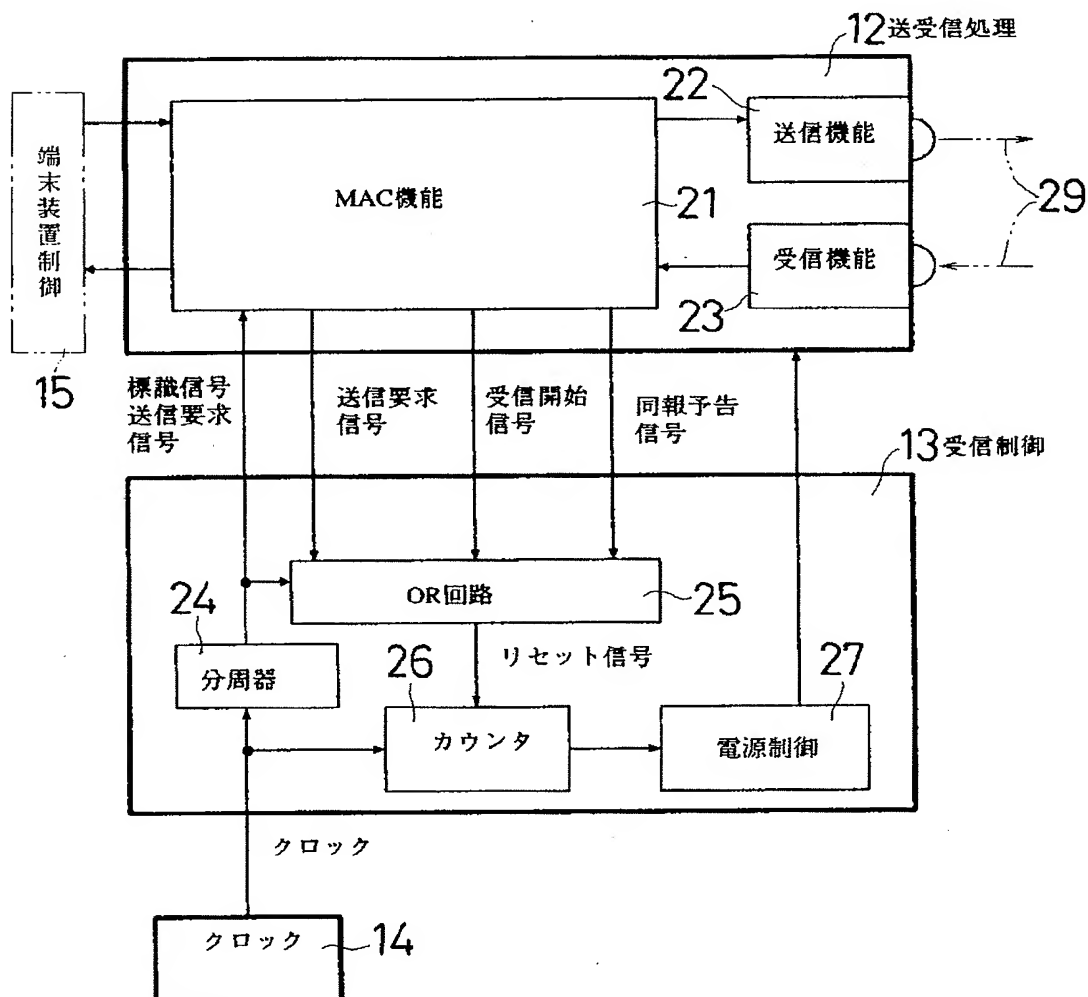 12 送受信処理
22
送信機能
端末装置制御
MAC機能
21
29
受信機能
23
15
標識信号
送信要求
信号
送信要求
信号
受信開始
信号
同報予告
信号
13 受信制御
OR回路
25
24
リセット信号
分周器
26
カウンタ
27
電源制御
クロック
クロック
14